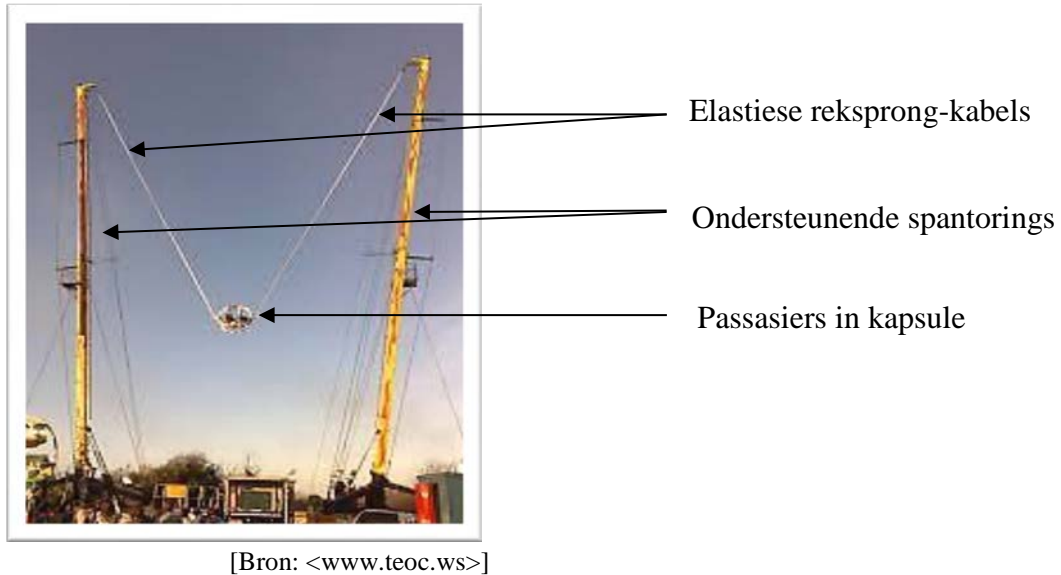 Elastiese reksprong-kabels
Ondersteunende spantorings
Passasiers in kapsule
[Bron: <www.teoc.ws>]